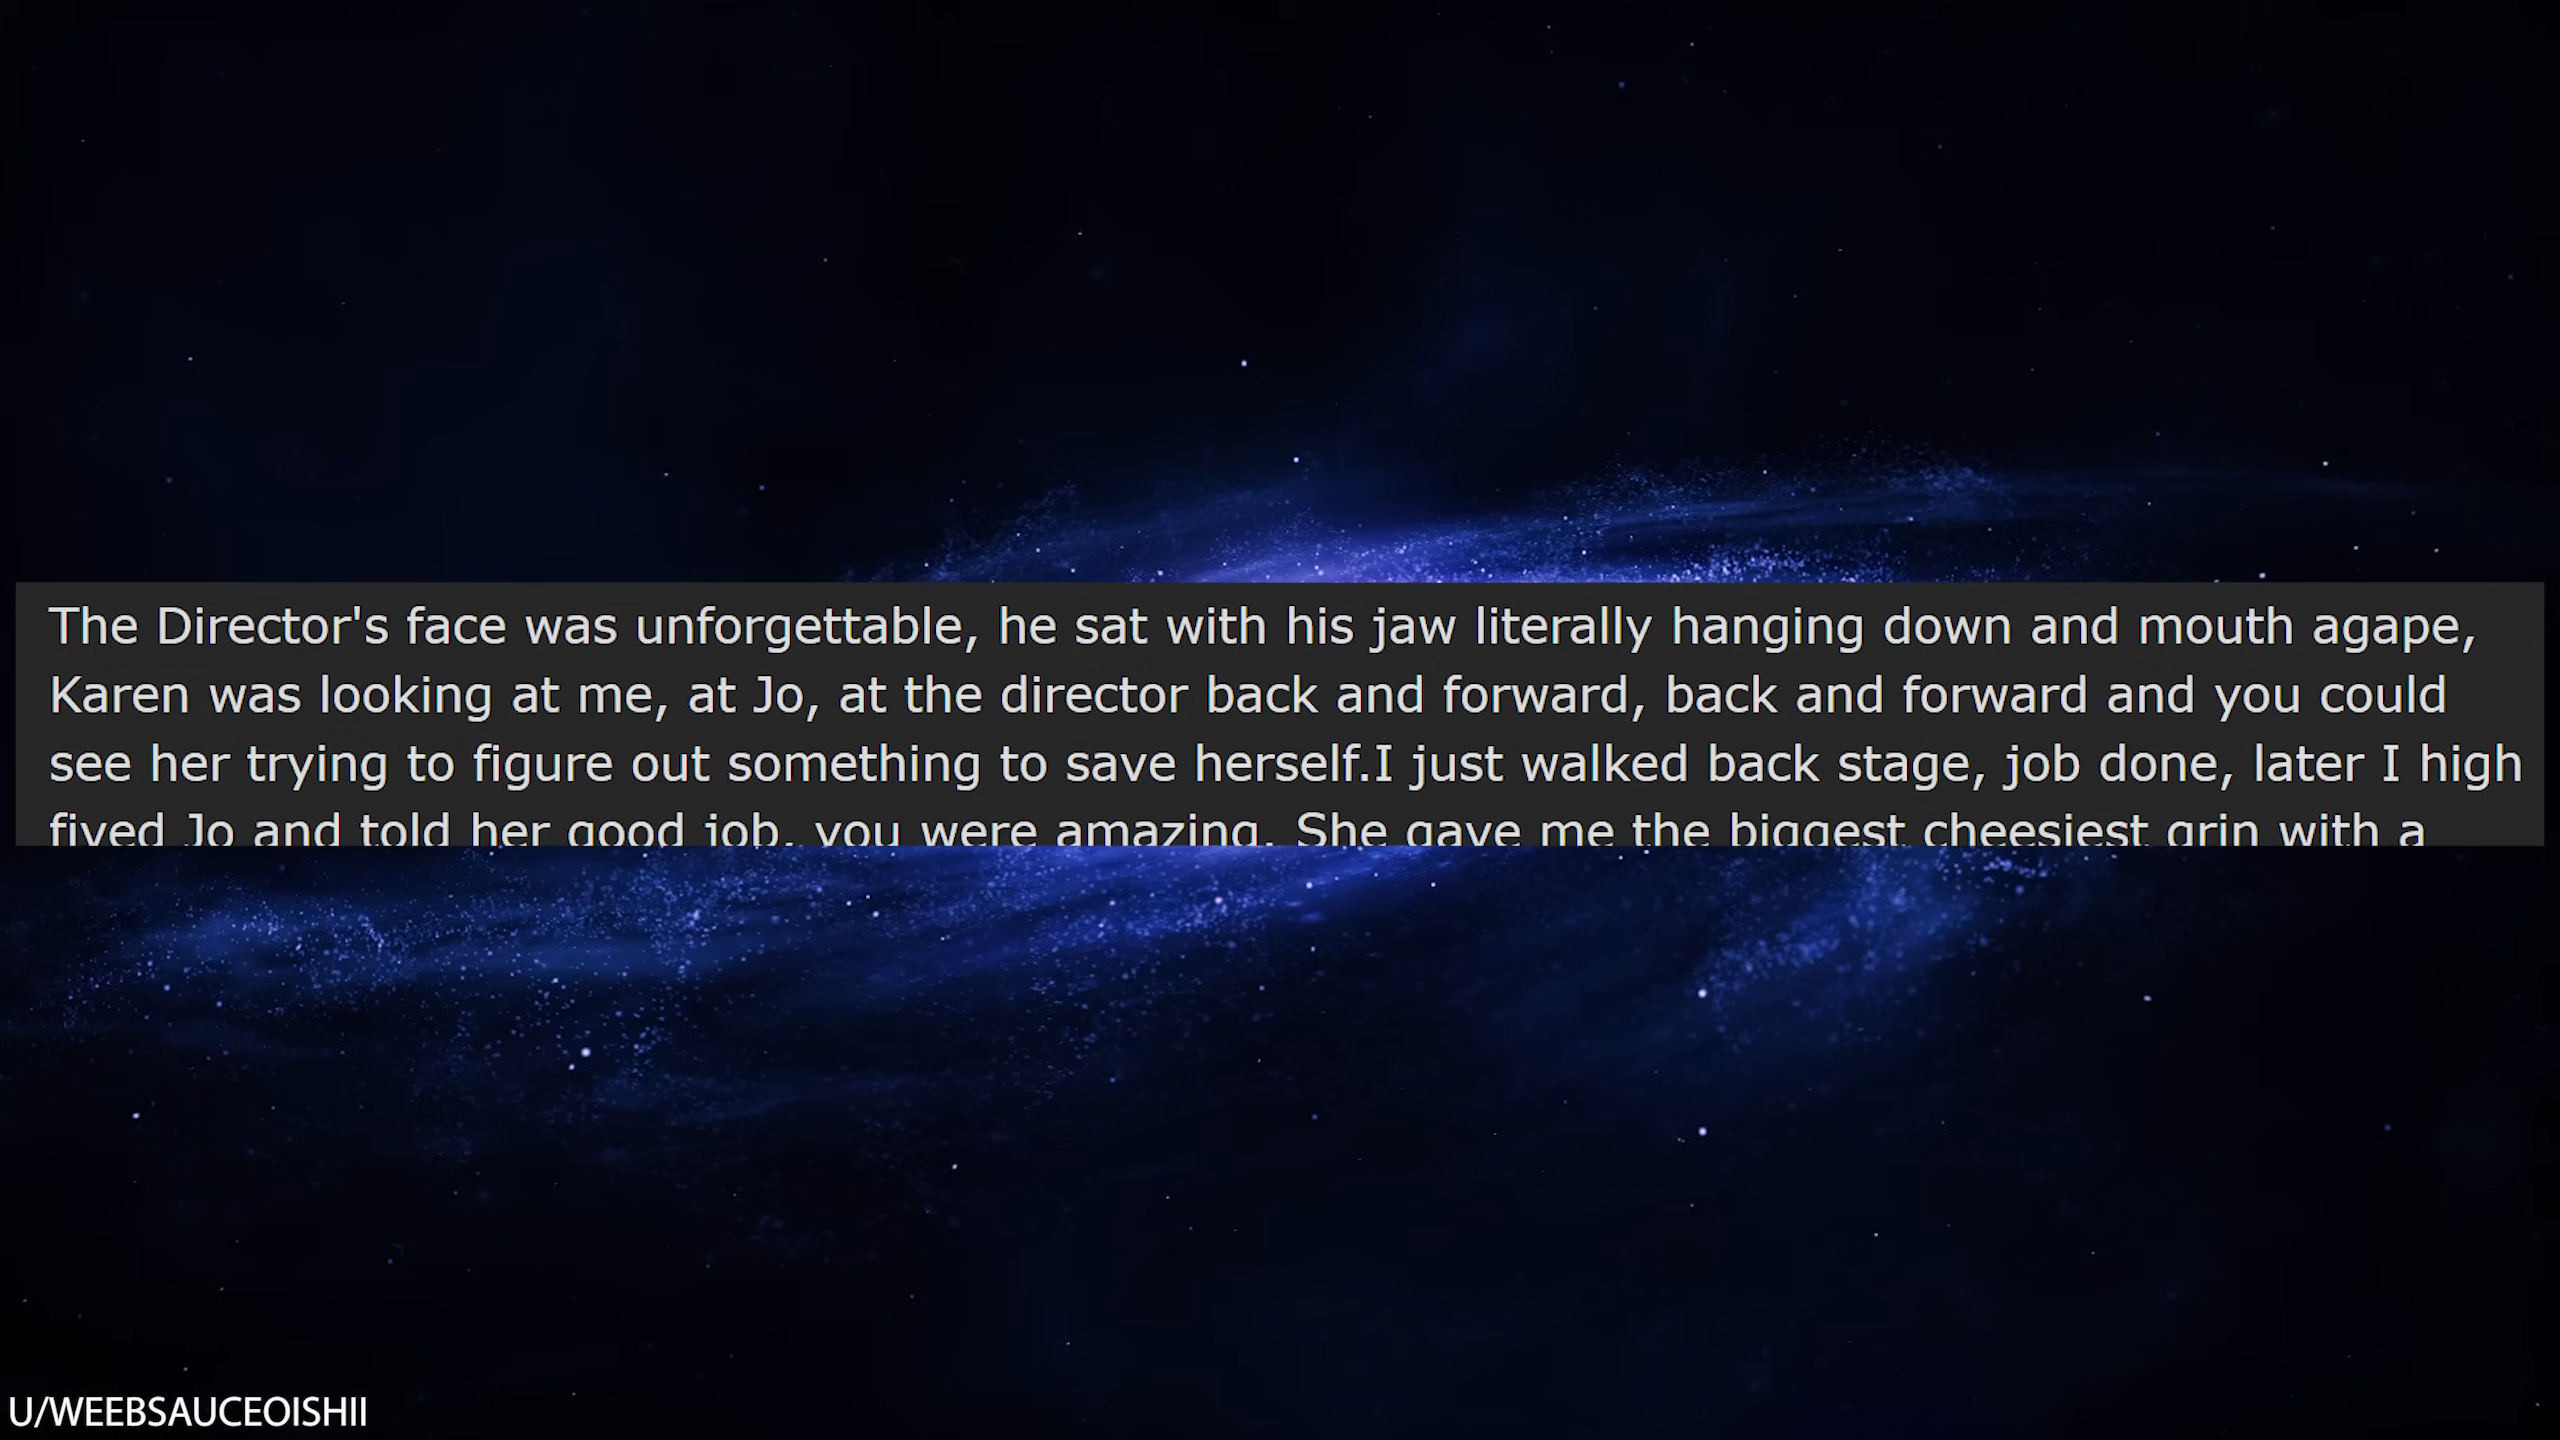 The Director's face was unforgettable, he sat with his jaw literally hanging down and mouth agape,
Karen was looking at me, at Jo, at the director back and forward, back and forward and you could
see her trying to figure out something to save herself.I just walked back stage, job done, later I high
fived Jo and told her good job, you were amazing. She gave me the biggest cheesiest grin with a
U/WEEBSAUCEOISHII